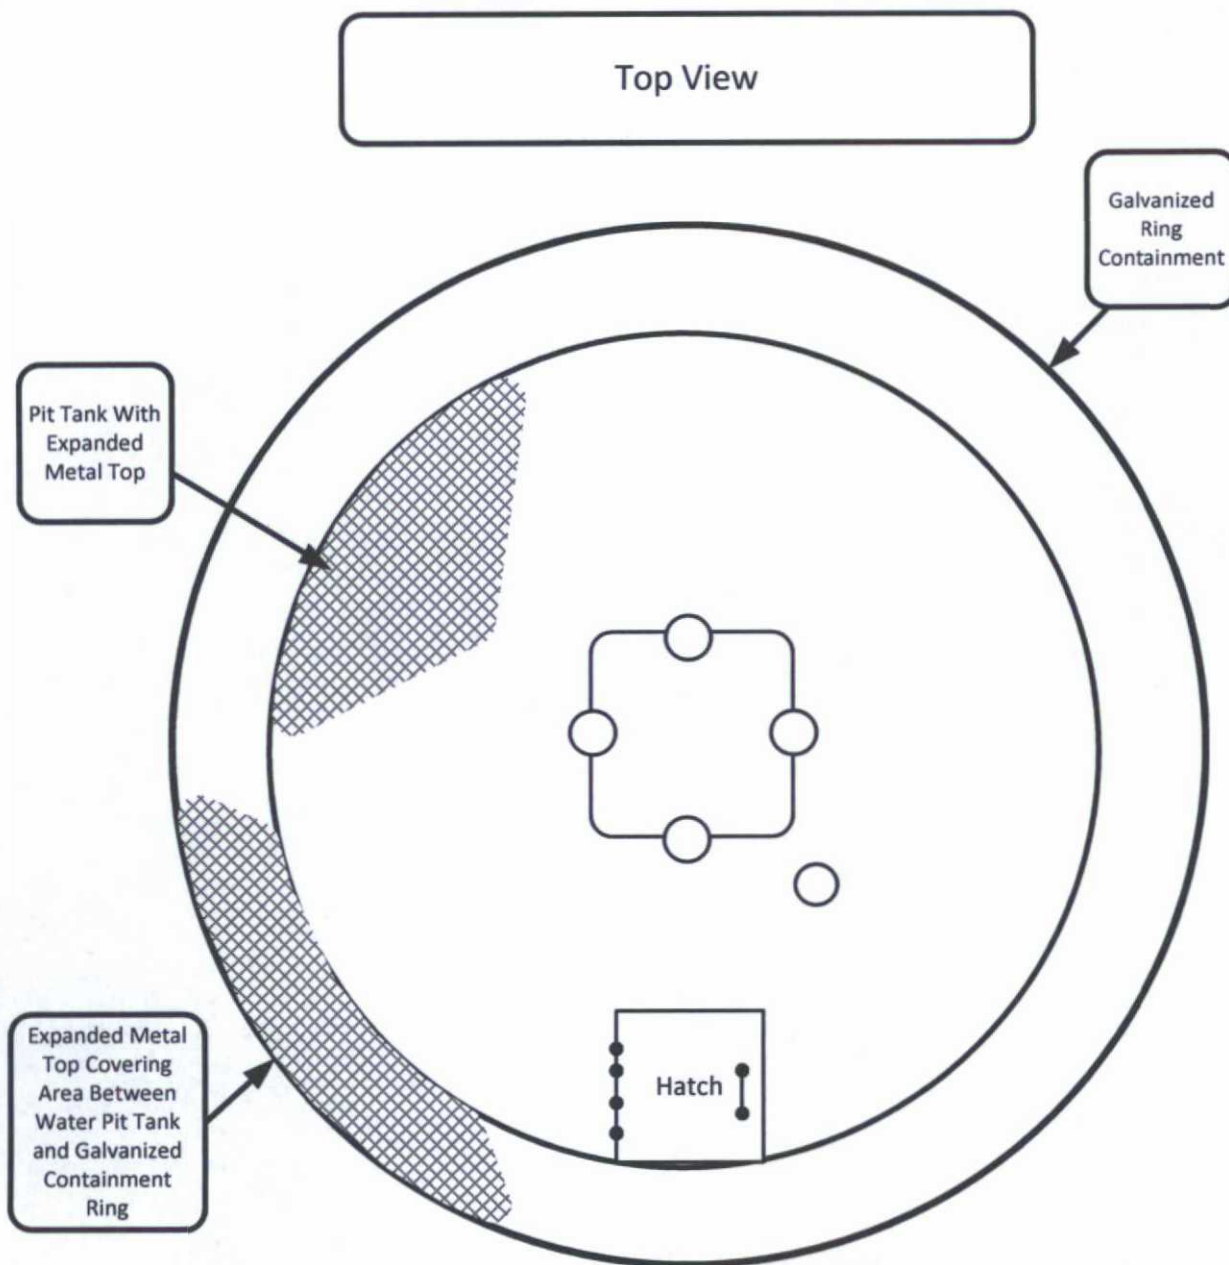 Top View
Galvanized
Ring
Containment
Pit Tank With
Expanded
Metal Top
Expanded Metal
Top Covering
Area Between
Water Pit Tank
and Galvanized
Containment
Ring
Hatch